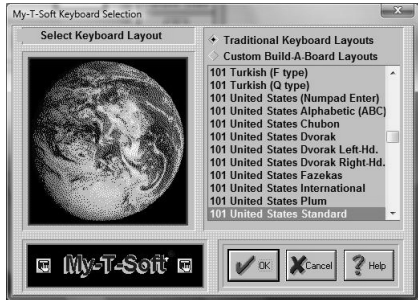 My-T-Soft Keyboard Selection
Select Keyboard Layout
Traditional Keyboard Layouts
Custom Build-A-Board Layouts
101 Turkish (F type)
101 Turkish (Q type)
101 United States (Numpad Enter)
101 United States Alphabetic (ABC)
101 United States Chubon
101 United States Dvorak
101 United States Dvorak Left-Hd.
101 United States Dvorak Right-Hd.
101 United States Fazekas
101 United States International
101 United States Plum
101 United States Standard
My-T-Soft
OK
Cancel
Help